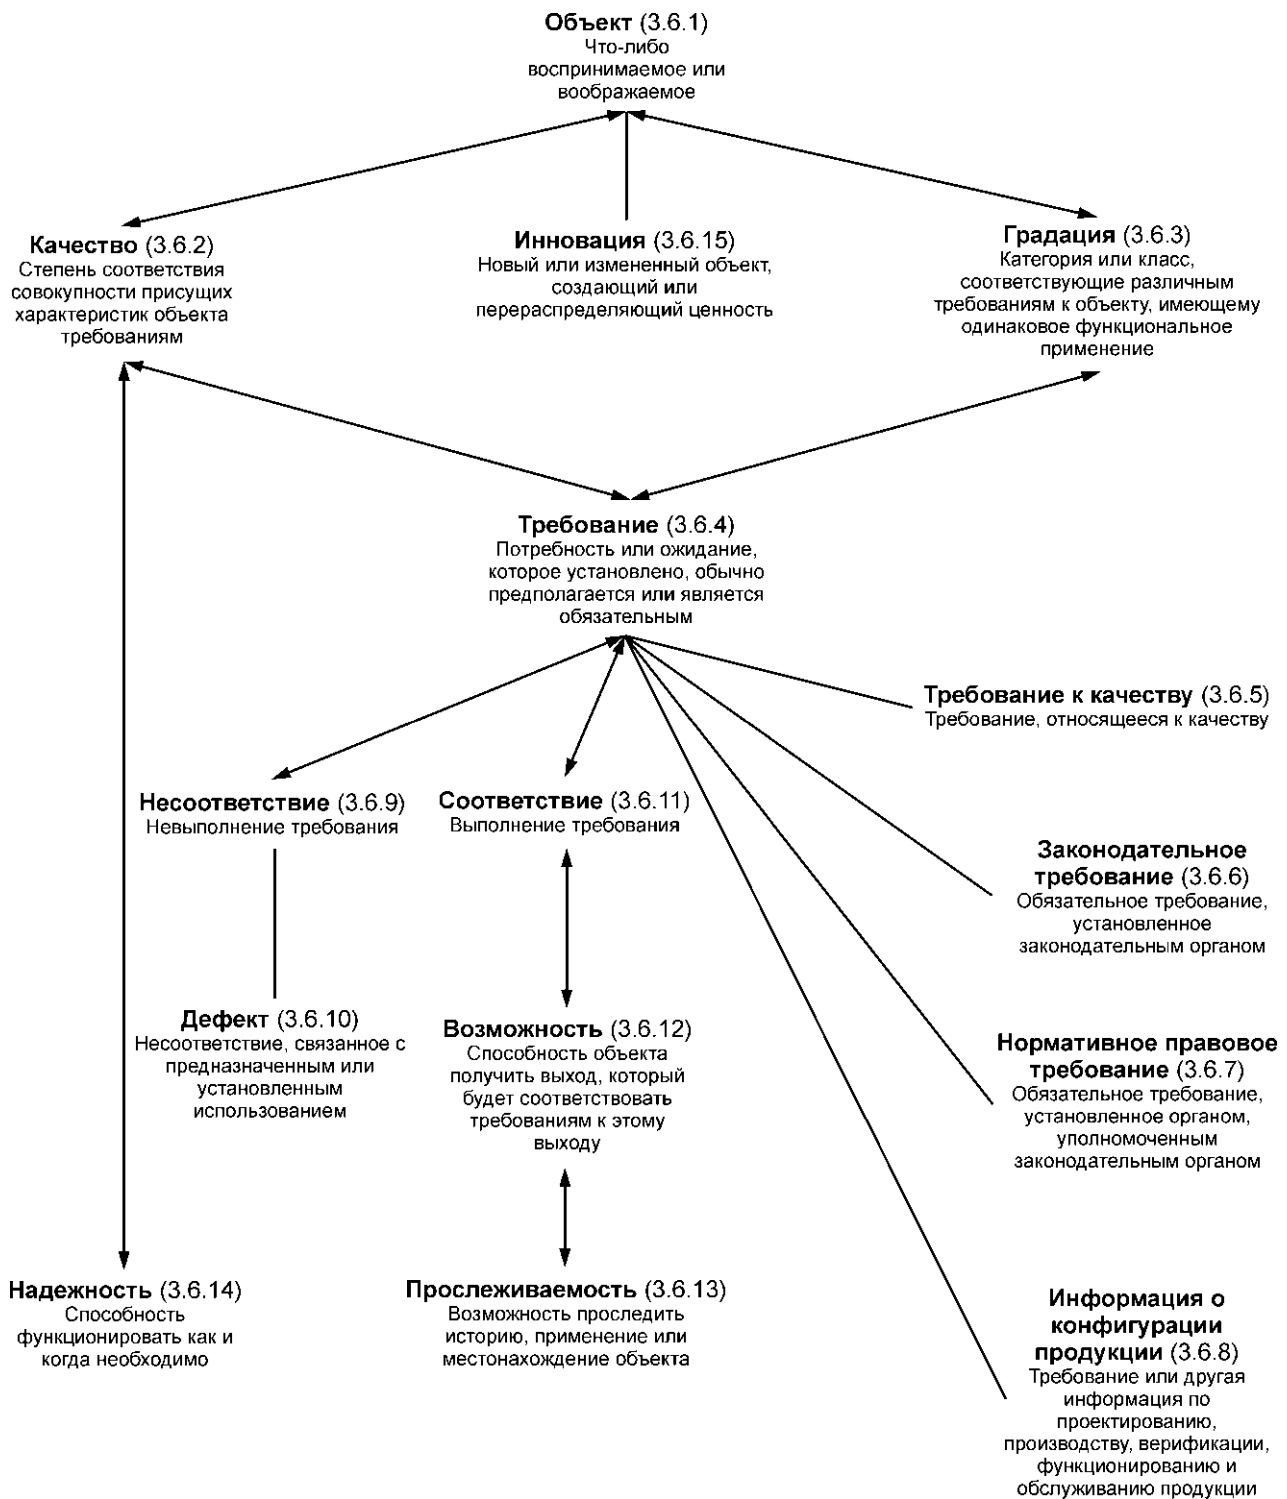 Объект (3.6.1)
Что-либо
воспринимаемое или
воображаемое
Качество (3.6.2)
Степень соответствия
совокупности присущих
характеристик объекта
требованиям
Инновация (3.6.15)
Новый или измененный объект,
создающий или
перераспределяющий ценность
Градация (3.6.3)
Категория или класс,
соответствующие различным
требованиям к объекту, имеющему
одинаковое функциональное
применение
Требование (3.6.4)
Потребность или ожидание,
которое установлено, обычно
предполагается или является
обязательным
Требование к качеству (3.6.5)
Требование, относящееся к качеству
Несоответствие (3.6.9)
Невыполнение требования
Соответствие (3.6.11)
Выполнение требования
Законодательное
требование (3.6.6)
Обязательное требование,
установленное
законодательным органом
Дефект (3.6.10)
Несоответствие, связанное с
предназначенным или
установленным
использованием
Возможность (3.6.12)
Способность объекта
получить выход, который
будет соответствовать
требованиям к этому
выходу
Нормативное правовое
требование (3.6.7)
Обязательное требование,
установленное органом,
уполномоченным
законодательным органом
Надежность (3.6.14)
Способность
функционировать как и
когда необходимо
Прослеживаемость (3.6.13)
Возможность проследить
историю, применение или
местонахождение объекта
Информация о
конфигурации
продукции (3.6.8)
Требование или другая
информация по
проектированию,
производству, верификации,
функционированию и
обслуживанию продукции